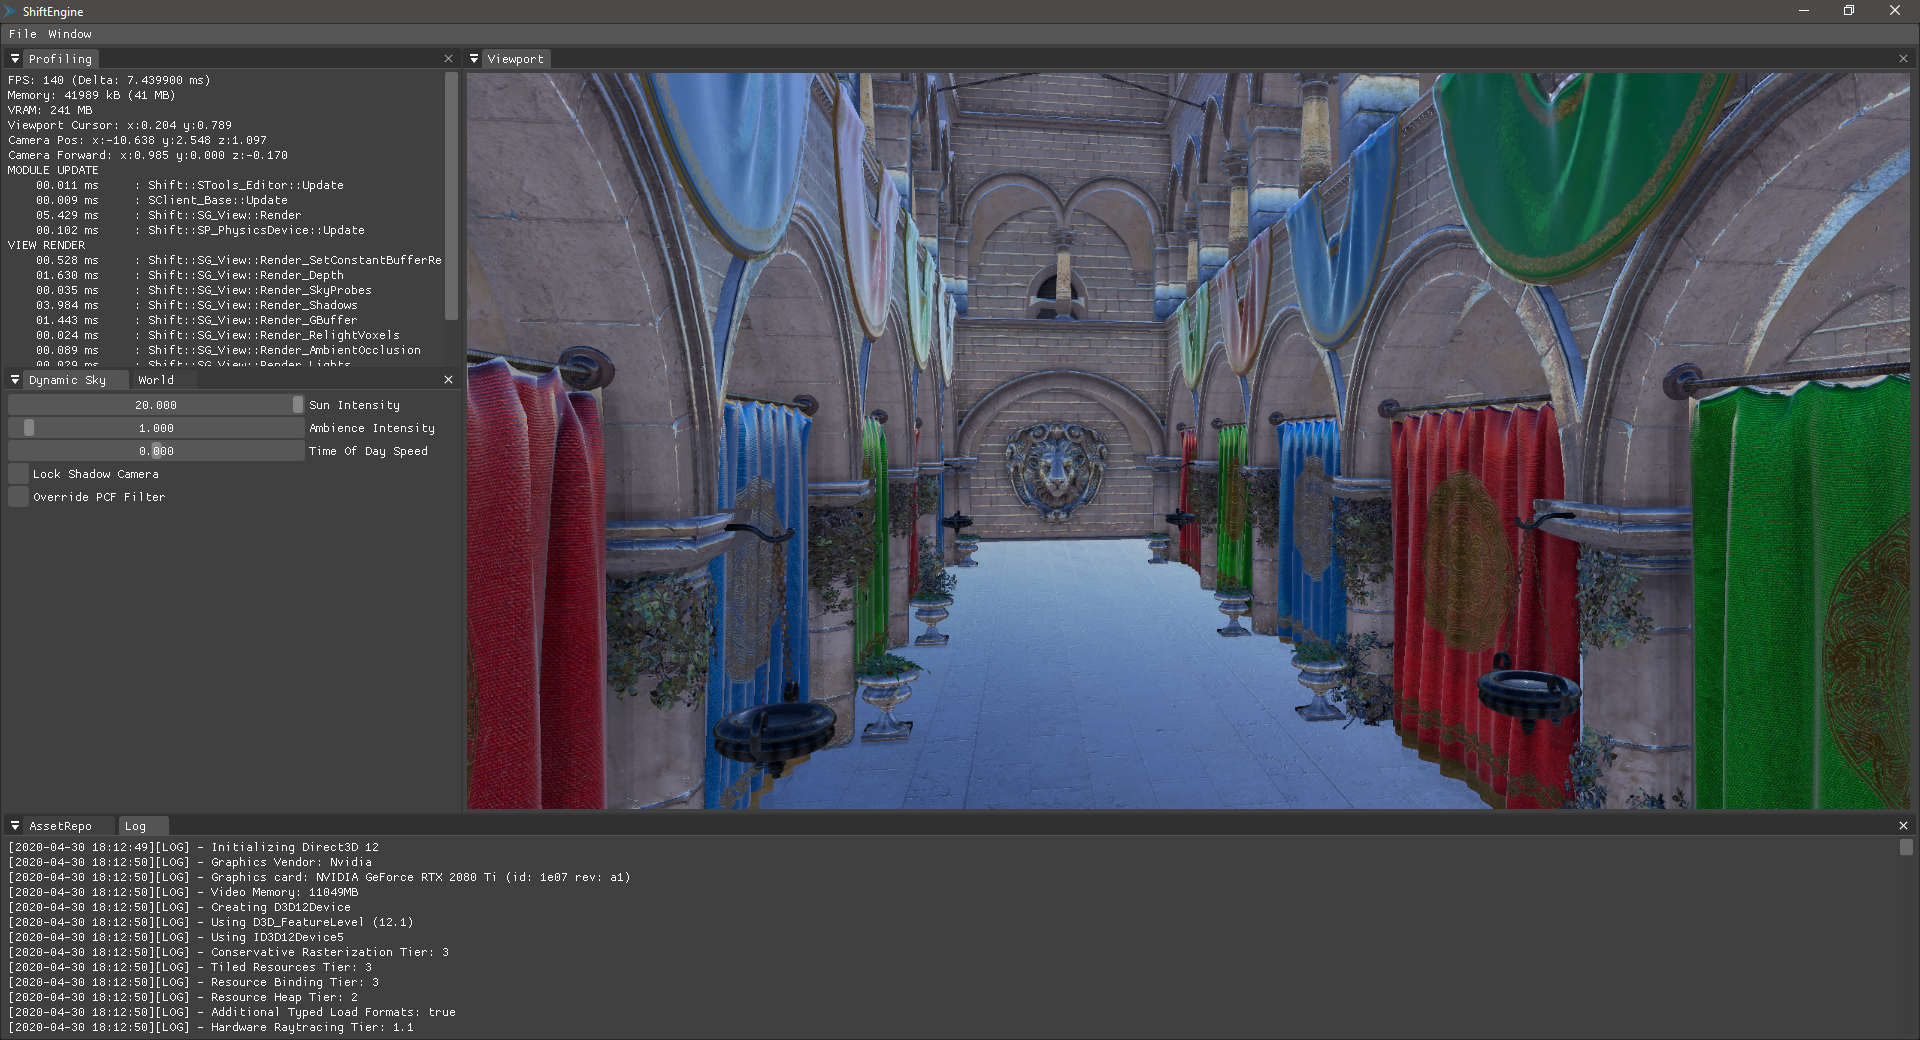 ShiftEngine
File Window
Profiling
FPS: 140 (Delta: 7.439900 ms)
Memory: 41989 kB (41 MB)
VRAM: 241 MB
Viewport Cursor: x:0.204 y:0.789
Camera Pos: x:-10.638 y:2.548 z:1.097
Camera Forward: x:0.985 y:0.000 z:-0.170
MODULE UPDATE
00.011 ms : Shift::STools_Editor::Update
00.009 ms : SClient_Base::Update
05.429 ms : Shift::SG_View::Render
00.102 ms : Shift::SP_PhysicsDevice::Update
VIEW RENDER
00.528 ms : Shift::SG_View::Render_SetConstantBufferRe
01.630 ms : Shift::SG_View::Render_Depth
00.035 ms : Shift::SG_View::Render_SkyProbes
03.984 ms : Shift::SG_View::Render_Shadows
01.443 ms : Shift::SG_View::Render_GBuffer
00.024 ms : Shift::SG_View::Render_RelightVoxels
00.089 ms : Shift::SG_View::Render_AmbientOcclusion
00.029 ms : Shift::SG_View::Render_Lights
Dynamic Sky World
20.000 Sun Intensity
1.000 Ambience Intensity
0.000 Time Of Day Speed
Lock Shadow Camera
Override PCF Filter
Viewport
AssetRepo Log
[2020-04-30 18:12:49][LOG] - Initializing Direct3D 12
[2020-04-30 18:12:50][LOG] - Graphics Vendor: Nvidia
[2020-04-30 18:12:50][LOG] - Graphics card: NVIDIA GeForce RTX 2080 Ti (id: 1e07 rev: a1)
[2020-04-30 18:12:50][LOG] - Video Memory: 11049MB
[2020-04-30 18:12:50][LOG] - Creating D3D12Device
[2020-04-30 18:12:50][LOG] - Using D3D_FeatureLevel (12.1)
[2020-04-30 18:12:50][LOG] - Using ID3D12Device5
[2020-04-30 18:12:50][LOG] - Conservative Rasterization Tier: 3
[2020-04-30 18:12:50][LOG] - Tiled Resources Tier: 3
[2020-04-30 18:12:50][LOG] - Resource Binding Tier: 3
[2020-04-30 18:12:50][LOG] - Resource Heap Tier: 2
[2020-04-30 18:12:50][LOG] - Additional Typed Load Formats: true
[2020-04-30 18:12:50][LOG] - Hardware Raytracing Tier: 1.1